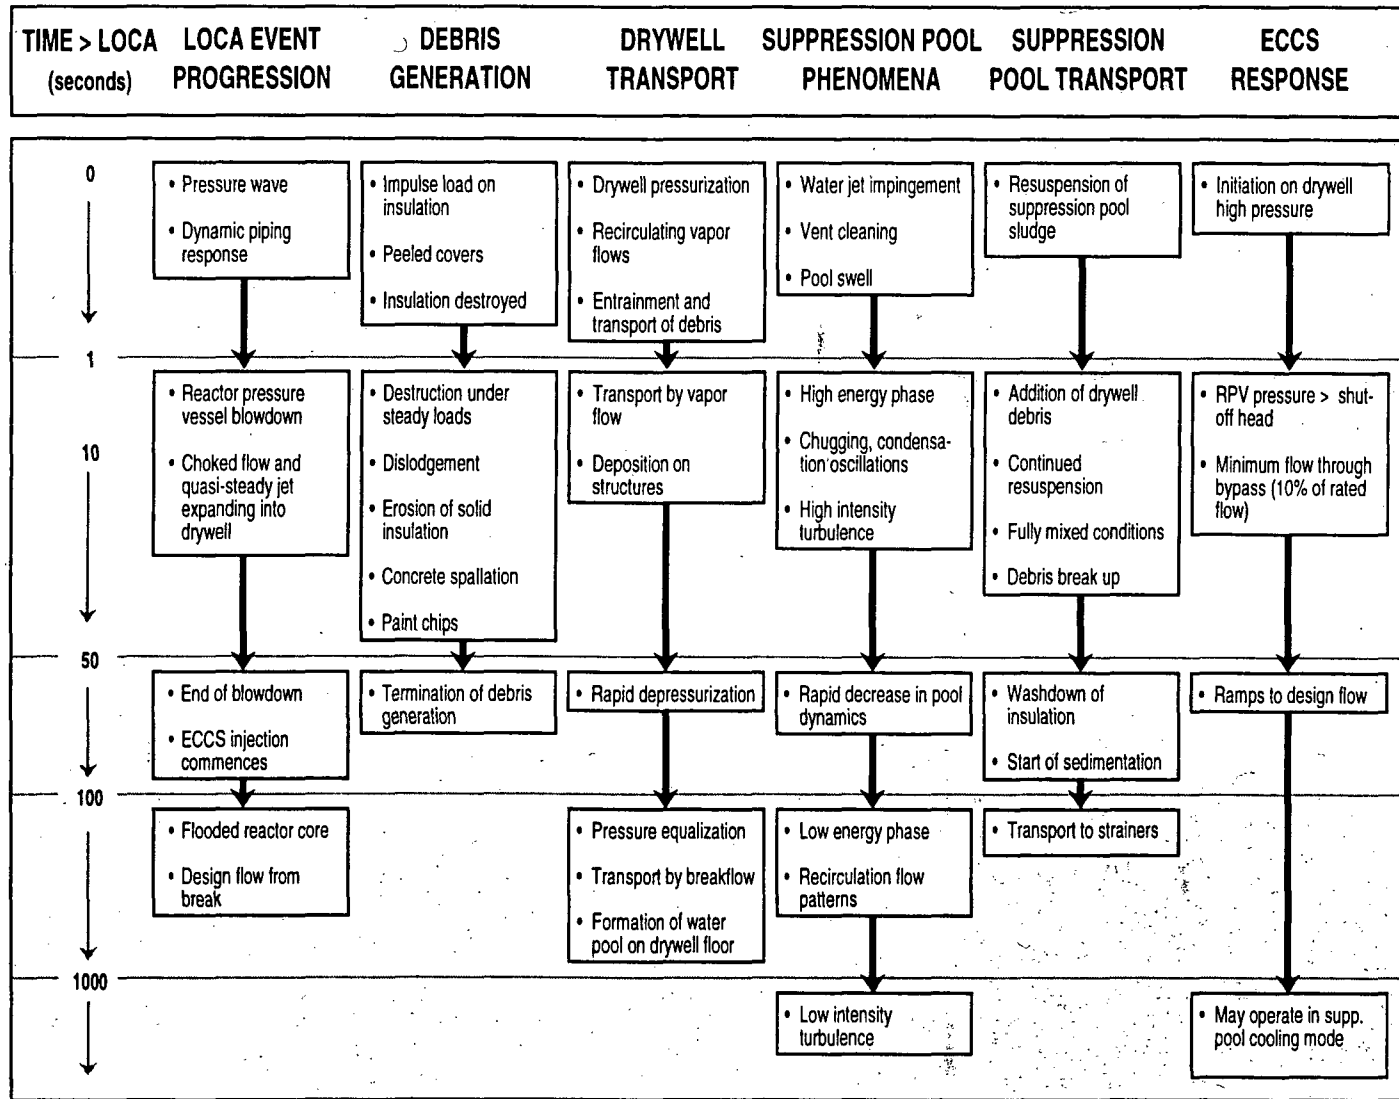 TIME > LOCA
(seconds)
LOCA EVENT
PROGRESSION
DEBRIS
GENERATION
DRYWELL
TRANSPORT
SUPPRESSION POOL
PHENOMENA
SUPPRESSION
POOL TRANSPORT
ECCS
RESPONSE
0
• Pressure wave
• Dynamic piping
response
• Impulse load on
insulation
• Peeled covers
• Insulation destroyed
• Drywell pressurization
• Recirculating vapor
flows
• Entrainment and
transport of debris
• Water jet impingement
• Vent cleaning
• Pool swell
• Resuspension of
suppression pool
sludge
• Initiation on drywell
high pressure
1
10
• Reactor pressure
vessel blowdown
• Choked flow and
quasi-steady jet
expanding into
drywell
• Destruction under
steady loads
• Dislodgement
• Erosion of solid
insulation
• Concrete spallation
• Paint chips
• Transport by vapor
flow
• Deposition on
structures
• High energy phase
• Chugging, condensa-
tion oscillations
• High intensity
turbulence
• Addition of drywell
debris
• Continued
resuspension
• Fully mixed conditions
• Debris break up
• RPV pressure > shut-
off head
• Minimum flow through
bypass (10% of rated
flow)
50
• End of blowdown
• ECCS injection
commences
• Termination of debris
generation
• Rapid depressurization
• Rapid decrease in pool
dynamics
• Washdown of
insulation
• Start of sedimentation
• Ramps to design flow
100
• Flooded reactor core
• Design flow from
break
• Pressure equalization
• Transport by breakflow
• Formation of water
pool on drywell floor
• Low energy phase
• Recirculation flow
patterns
• Transport to strainers
1000
• Low intensity
turbulence
• May operate in supp.
pool cooling mode